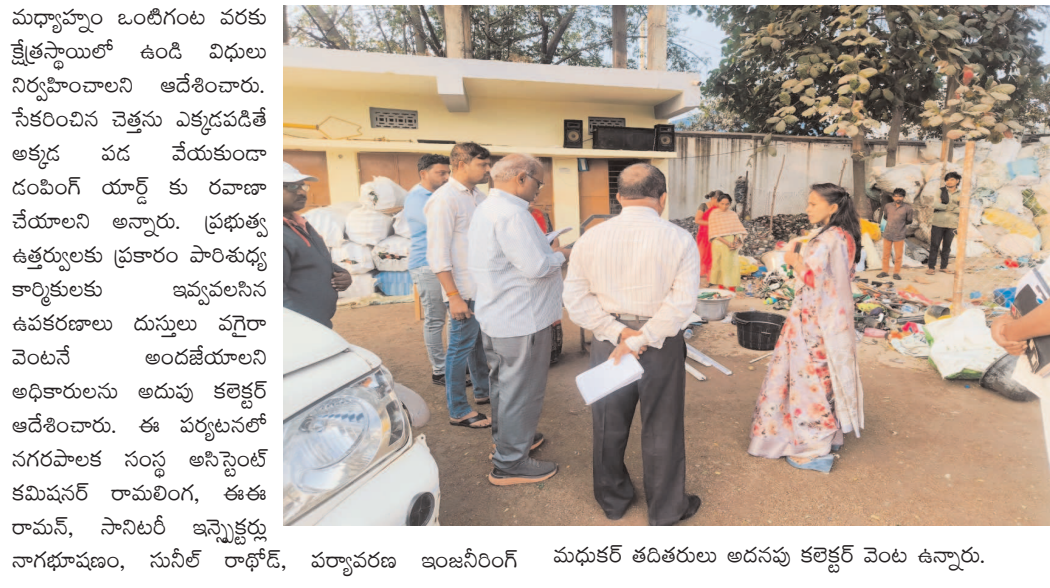 మధ్యాహ్నం ఒంటిగంట వరకు
క్షేత్రస్థాయిలో ఉండి విధులు
నిర్వహించాలని ఆదేశించారు.
సేకరించిన చెత్తను ఎక్కడపడితే
అక్కడ పడ వేయకుండా
డంపింగ్ యార్డ్ కు రవాణా
చేయాలని అన్నారు. ప్రభుత్వ
ఉత్తర్వులకు ప్రకారం పారిశుధ్య
కార్మికులకు ఇవ్వవలసిన
ఉపకరణాలు దుస్తులు వగైరా
వెంటనే అందజేయాలని
అధికారులను అదుపు కలెక్టర్
ఆదేశించారు. ఈ పర్యటనలో
నగరపాలక సంస్థ అసిస్టెంట్
కమిషనర్ రామలింగ, ఈఈ
రామన్, సానిటరీ ఇన్స్పెక్టర్లు
నాగభూషణం, సునీల్ రాథోడ్, పర్యావరణ ఇంజనీరింగ్
మధుకర్ తదితరులు అదనపు కలెక్టర్ వెంట ఉన్నారు.